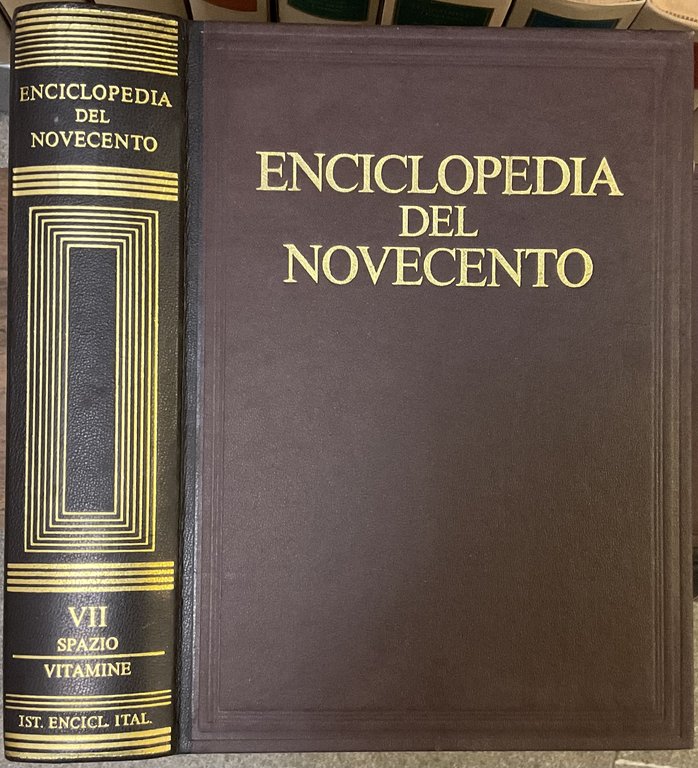 ENCICLOPEDIA
DEL
NOVECENTO
VII
SPAZIO
VITAMINE
IST. ENCICL. ITAL.
ENCICLOPEDIA
DEL
NOVECENTO